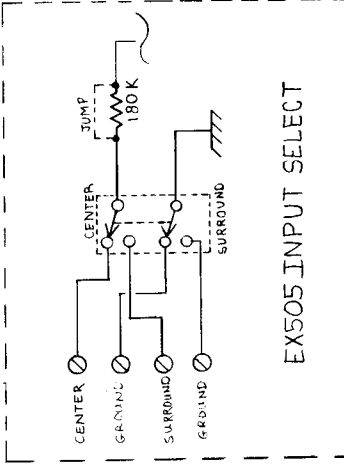 JUMP
180K
CENTER
SURROUND
CENTER
GROUND
SURROUND
GROUND
EX505 INPUT SELECT